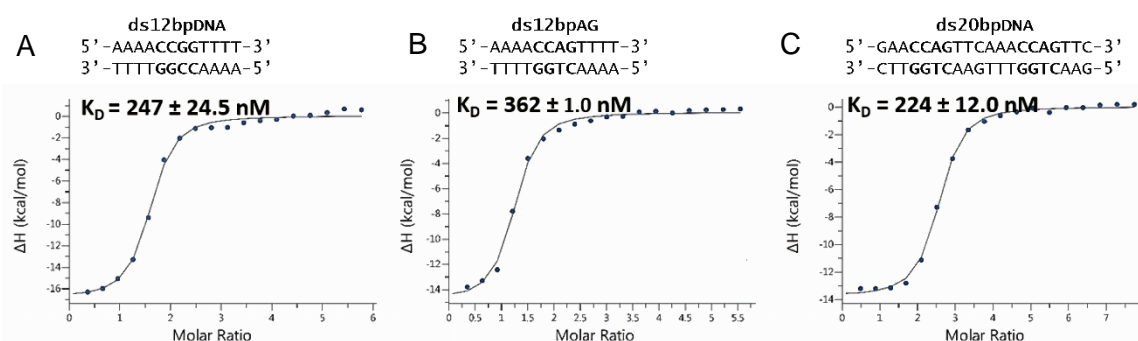 A
ds12bpDNA
5’-AAAACCGGTTTT-3’
3’-TTTTGGCCAAAA-5’
K_D = 247 ± 24.5 nM
ΔH (kcal/mol)
0
-2
-4
-6
-8
-10
-12
-14
-16
0 1 2 3 4 5 6
Molar Ratio
B
ds12bpAG
5’-AAAACCAGTTTT-3’
3’-TTTTGGTCAAAA-5’
K_D = 362 ± 1.0 nM
ΔH (kcal/mol)
0
-2
-4
-6
-8
-10
-12
-14
0 0.5 1 1.5 2 2.5 3 3.5 4 4.5 5 5.5
Molar Ratio
C
ds20bpDNA
5’-GAACCAGTTCAAACCAGTTC-3’
3’-CTTGGTCAAGTTTGGTCAAG-5’
K_D = 224 ± 12.0 nM
ΔH (kcal/mol)
0
-2
-4
-6
-8
-10
-12
-14
0 1 2 3 4 5 6 7
Molar Ratio